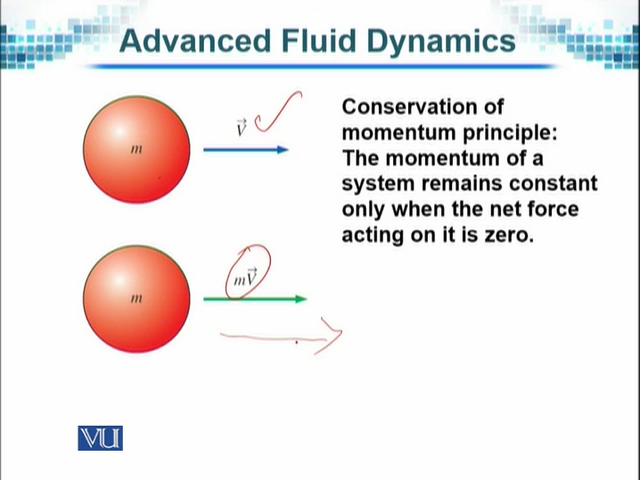 Advanced Fluid Dynamics
m
V⃗
Conservation of
momentum principle:
The momentum of a
system remains constant
only when the net force
acting on it is zero.
m
mV⃗
VU